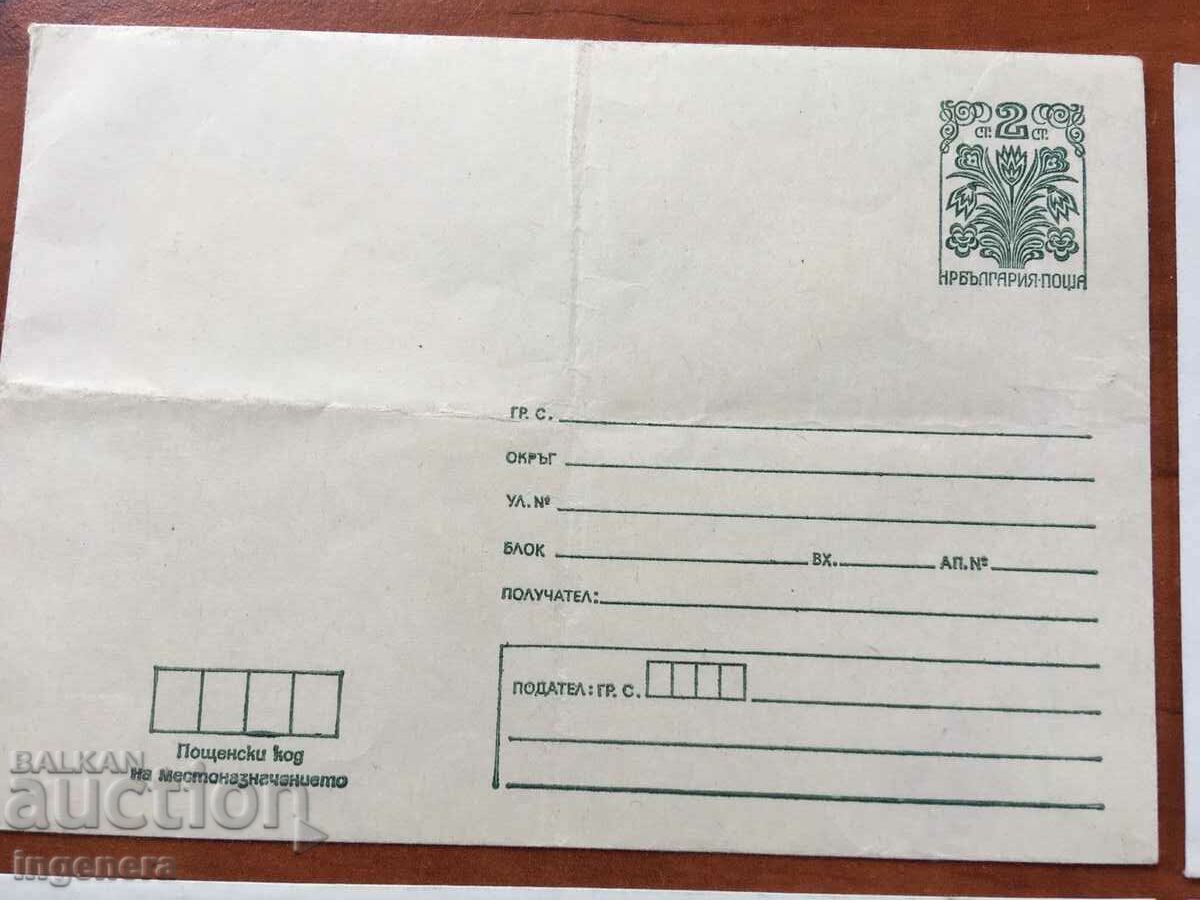 СТ. 2 СТ.
НРБЪЛГАРИЯ·ПОЩА
ГР. С.
ОКРЪГ
УЛ. №
БЛОК ВХ. АП. №
ПОЛУЧАТЕЛ:
ПОДАТЕЛ: ГР. С.
Пощенски код
на местоназначението
BALKAN
auction
ingenera